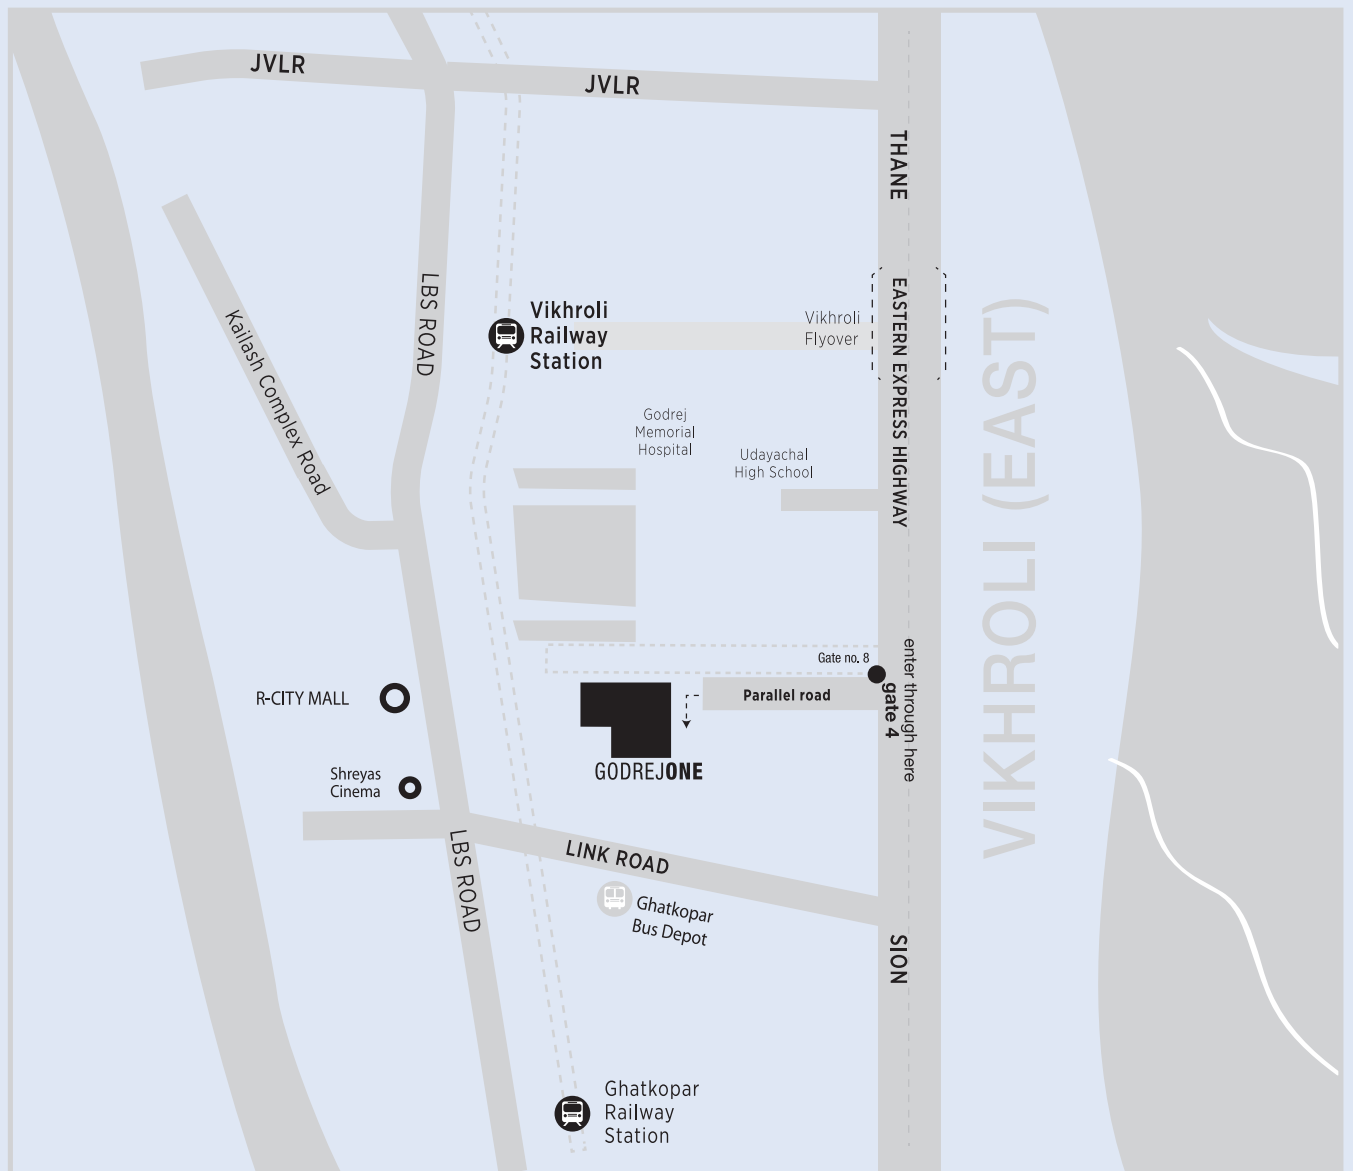 JVLR
JVLR
THANE
LBS ROAD
Kailash Complex Road
Vikhroli
Railway
Station
Vikhroli
Flyover
EASTERN EXPRESS HIGHWAY
VIKHROLI (EAST)
Godrej
Memorial
Hospital
Udayachal
High School
Gate no. 8
enter through here
gate 4
Parallel road
R-CITY MALL
GODREJONE
Shreyas
Cinema
LBS ROAD
LINK ROAD
Ghatkopar
Bus Depot
SION
Ghatkopar
Railway
Station